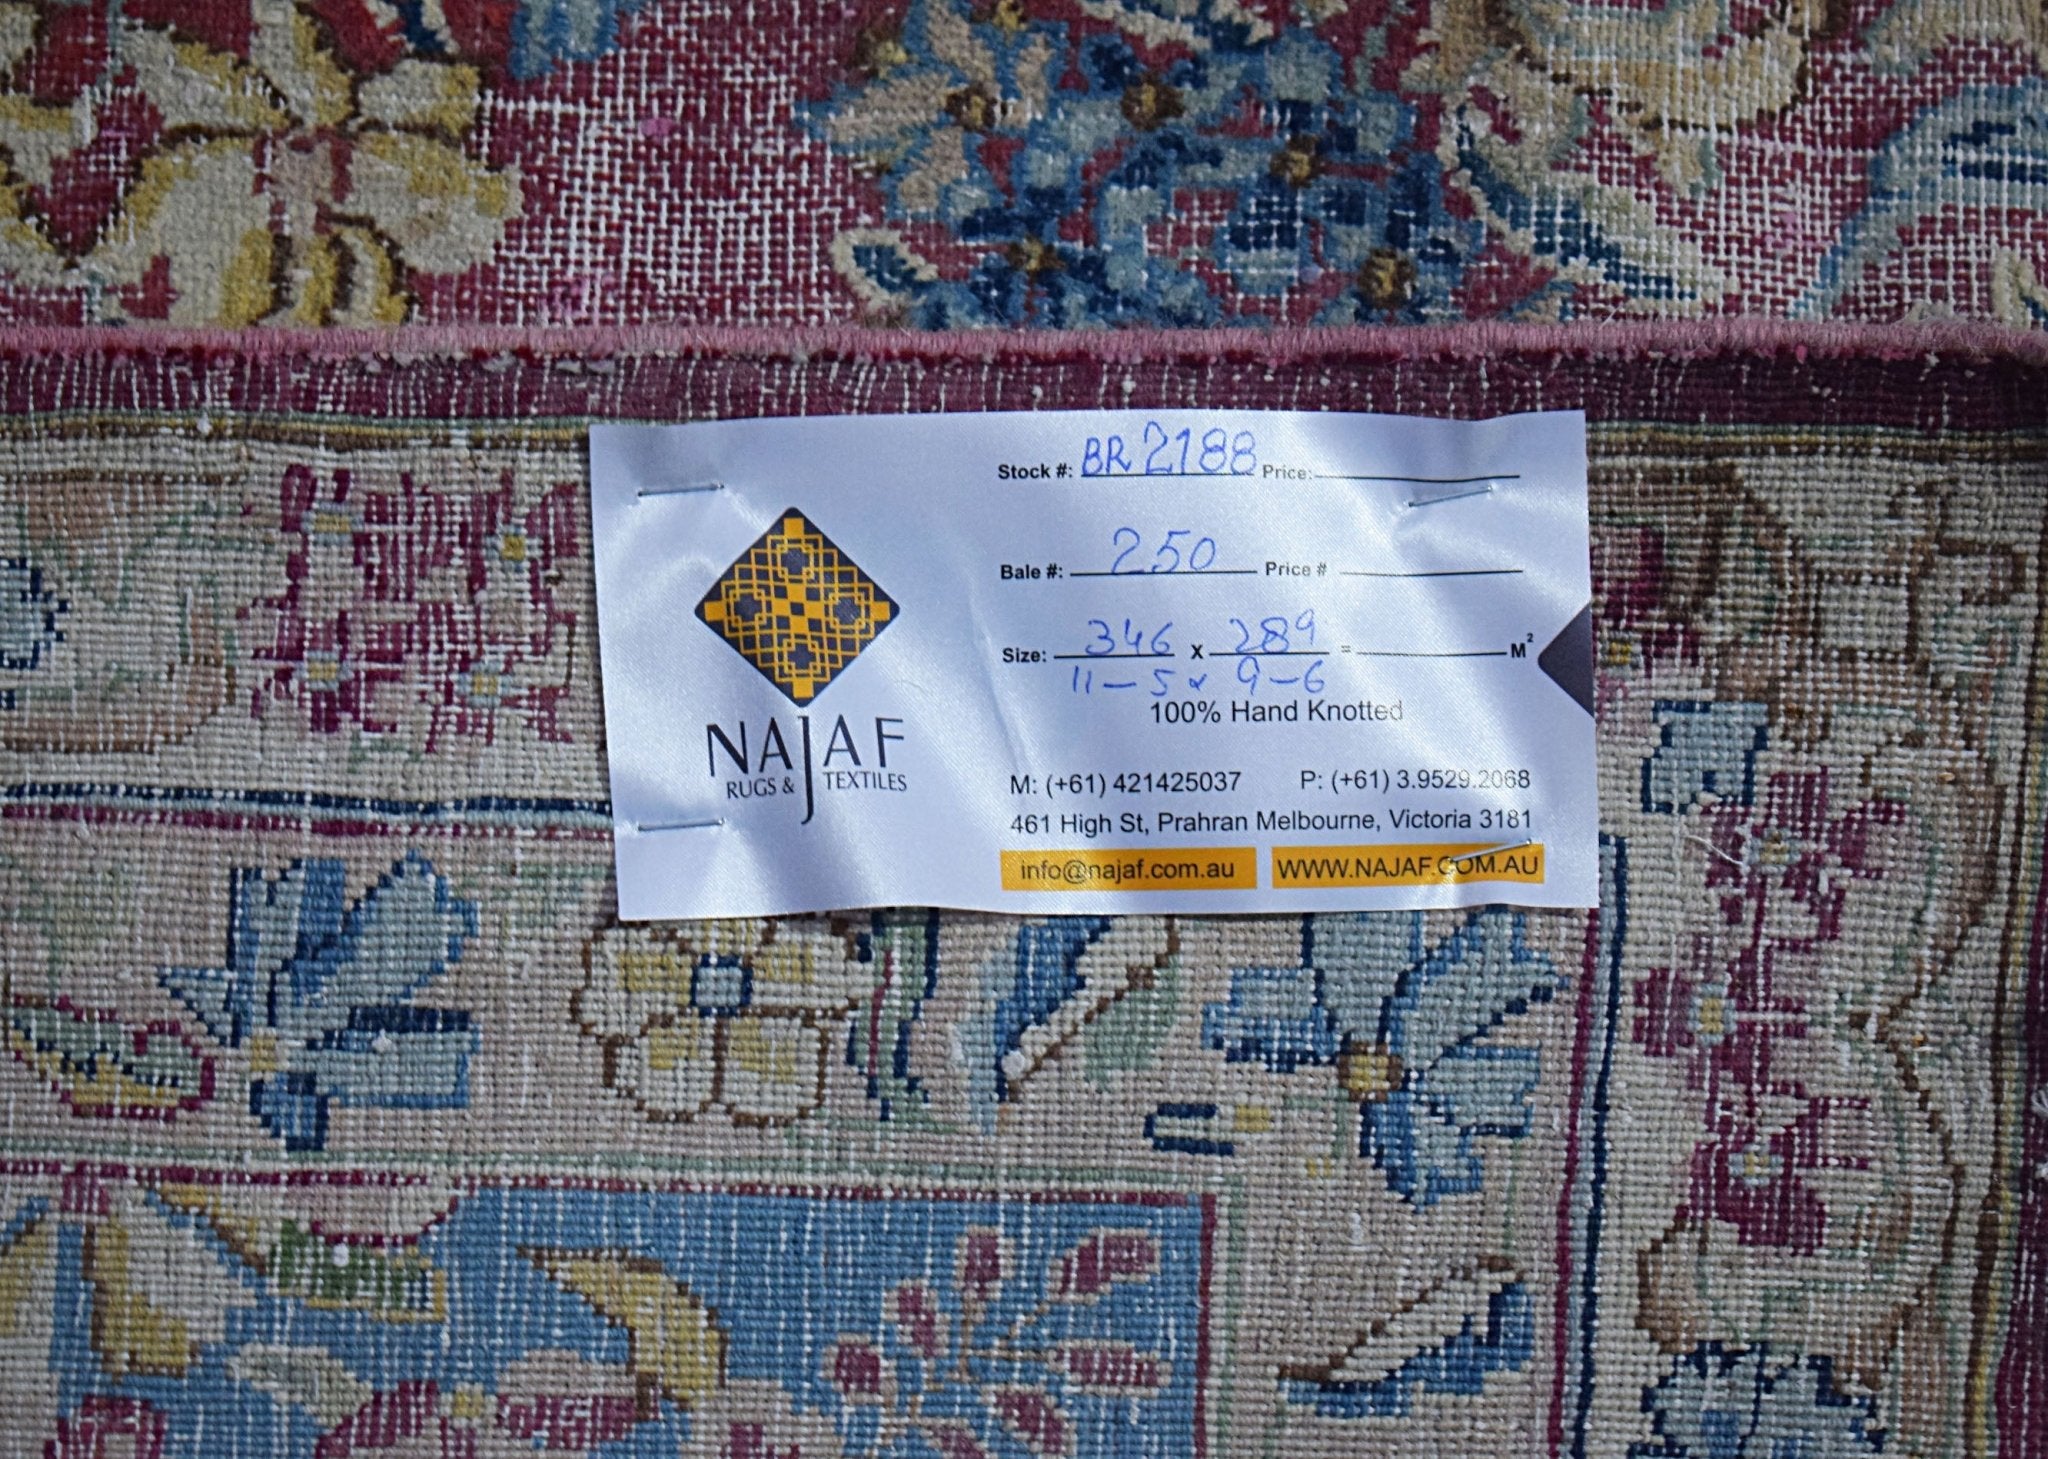 Stock #: BR 2188 Price:
Bale #: 250 Price #
Size: 346 x 289 = M²
11-5 x 9-6
100% Hand Knotted
NAJAF
RUGS & TEXTILES
M: (+61) 421425037 P: (+61) 3.9529.2068
461 High St, Prahran Melbourne, Victoria 3181
info@najaf.com.au WWW.NAJAF.COM.AU